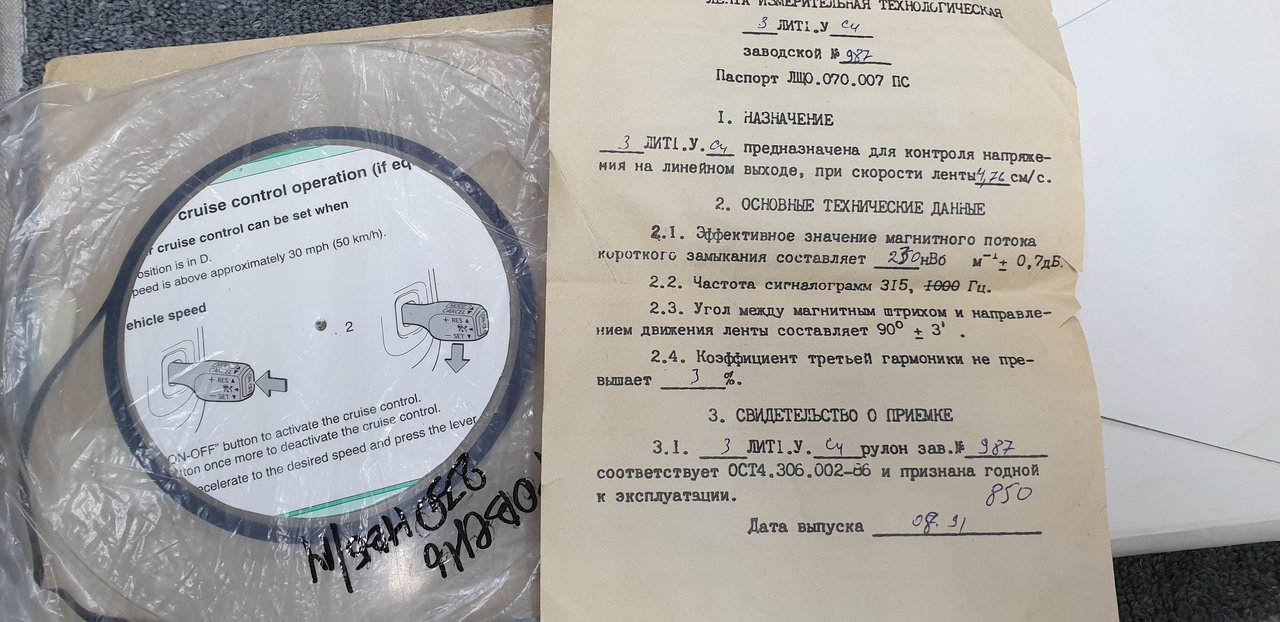 cruise control operation (if eq
cruise control can be set when
osition is in D.
peed is above approximately 30 mph (50 km/h).
ehicle speed
. 2
CANCEL
+ RES ▲
− SET ▼
+ RES ▲
− SET ▼
ON-OFF" button to activate the cruise control.
tton once more to deactivate the cruise control.
ccelerate to the desired speed and press the lever
250 нВб/м
ЛЕНТА ИЗМЕРИТЕЛЬНАЯ ТЕХНОЛОГИЧЕСКАЯ
3 ЛИТ1.У С4
заводской № 987
Паспорт ЛЩ0.070.007 ПС
I. НАЗНАЧЕНИЕ
3 ЛИТ1.У. С4 предназначена для контроля напряже-
ния на линейном выходе, при скорости ленты 4,76 см/с.
2. ОСНОВНЫЕ ТЕХНИЧЕСКИЕ ДАННЫЕ
2.1. Эффективное значение магнитного потока
короткого замыкания составляет 250 нВб м⁻¹ ± 0,7дБ.
2.2. Частота сигналограмм 315, 1000 Гц.
2.3. Угол между магнитным штрихом и направле-
нием движения ленты составляет 90° ± 3' .
2.4. Коэффициент третьей гармоники не пре-
вышает 3 %.
3. СВИДЕТЕЛЬСТВО О ПРИЕМКЕ
3.1. 3 ЛИТ1.У. С4 рулон зав.№ 987
соответствует ОСТ4.306.002-86 и признана годной
к эксплуатации.
850
Дата выпуска 91